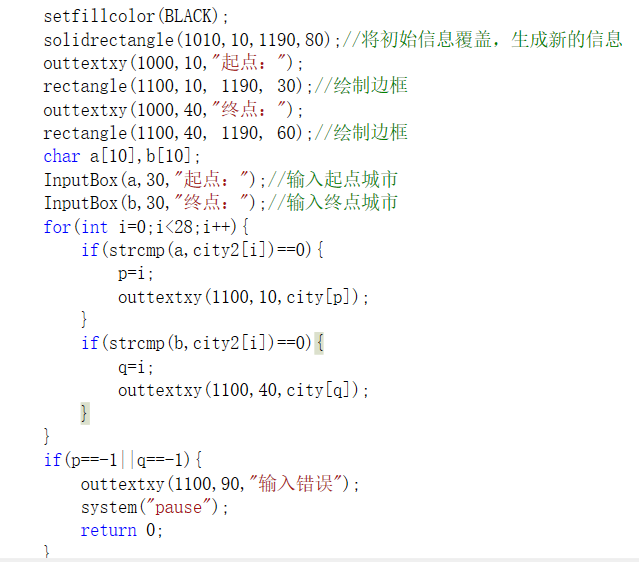 setfillcolor(BLACK);
solidrectangle(1010,10,1190,80);//将初始信息覆盖，生成新的信息
outtextxy(1000,10,"起点：");
rectangle(1100,10, 1190, 30);//绘制边框
outtextxy(1000,40,"终点：");
rectangle(1100,40, 1190, 60);//绘制边框
char a[10],b[10];
InputBox(a,30,"起点：");//输入起点城市
InputBox(b,30,"终点：");//输入终点城市
for(int i=0;i<28;i++){
    if(strcmp(a,city2[i])==0){
        p=i;
        outtextxy(1100,10,city[p]);
    }
    if(strcmp(b,city2[i])==0){
        q=i;
        outtextxy(1100,40,city[q]);
    }
}
if(p==-1||q==-1){
    outtextxy(1100,90,"输入错误");
    system("pause");
    return 0;
}